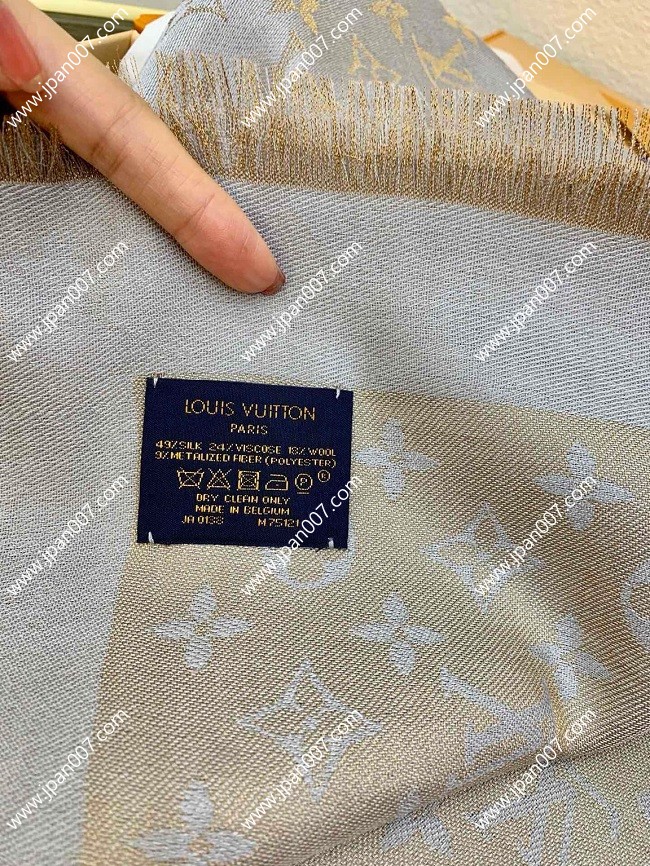 LOUIS VUITTON
PARIS
49%SILK 24%VISCOSE 18%WOOL
9%METALIZED FIBER (POLYESTER)
DRY CLEAN ONLY
MADE IN BELGIUM
JA 0138 M75121
www.jpan007.com